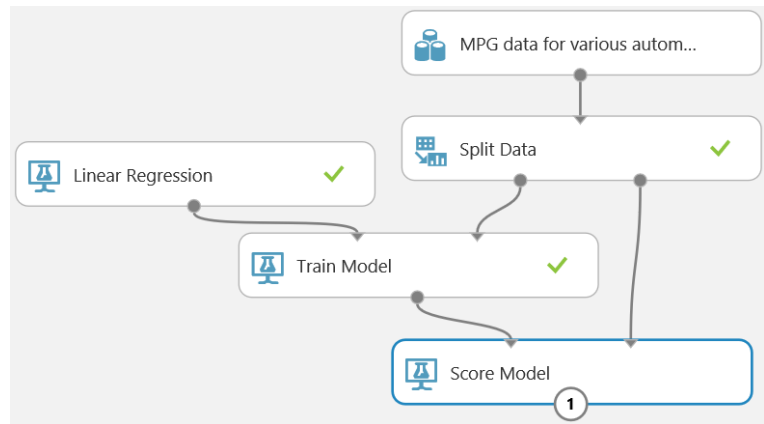 MPG data for various autom...
Split Data
Linear Regression
Train Model
Score Model
1